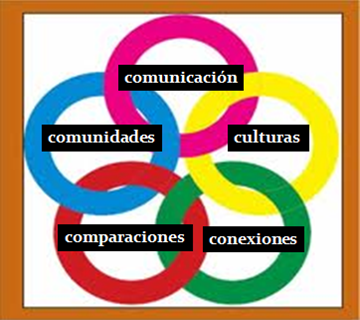 comunicación
comunidades
culturas
comparaciones
conexiones